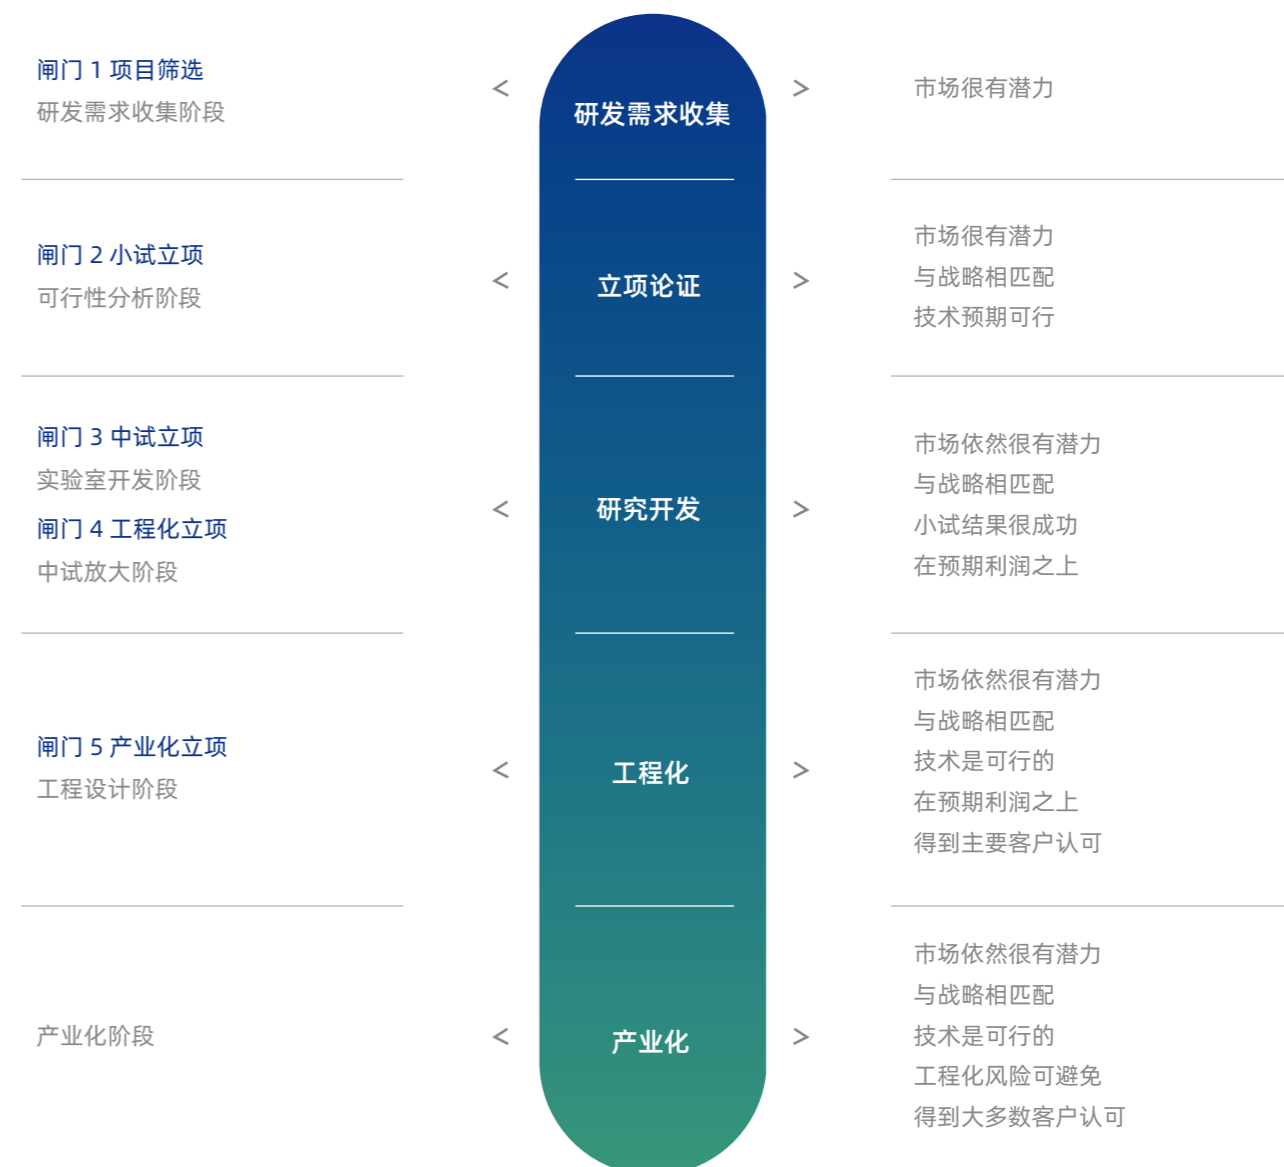 闸门 1 项目筛选
研发需求收集阶段
<
研发需求收集
>
市场很有潜力
闸门 2 小试立项
可行性分析阶段
<
立项论证
>
市场很有潜力
与战略相匹配
技术预期可行
闸门 3 中试立项
实验室开发阶段
闸门 4 工程化立项
中试放大阶段
<
研究开发
>
市场依然很有潜力
与战略相匹配
小试结果很成功
在预期利润之上
闸门 5 产业化立项
工程设计阶段
<
工程化
>
市场依然很有潜力
与战略相匹配
技术是可行的
在预期利润之上
得到主要客户认可
产业化阶段
<
产业化
>
市场依然很有潜力
与战略相匹配
技术是可行的
工程化风险可避免
得到大多数客户认可